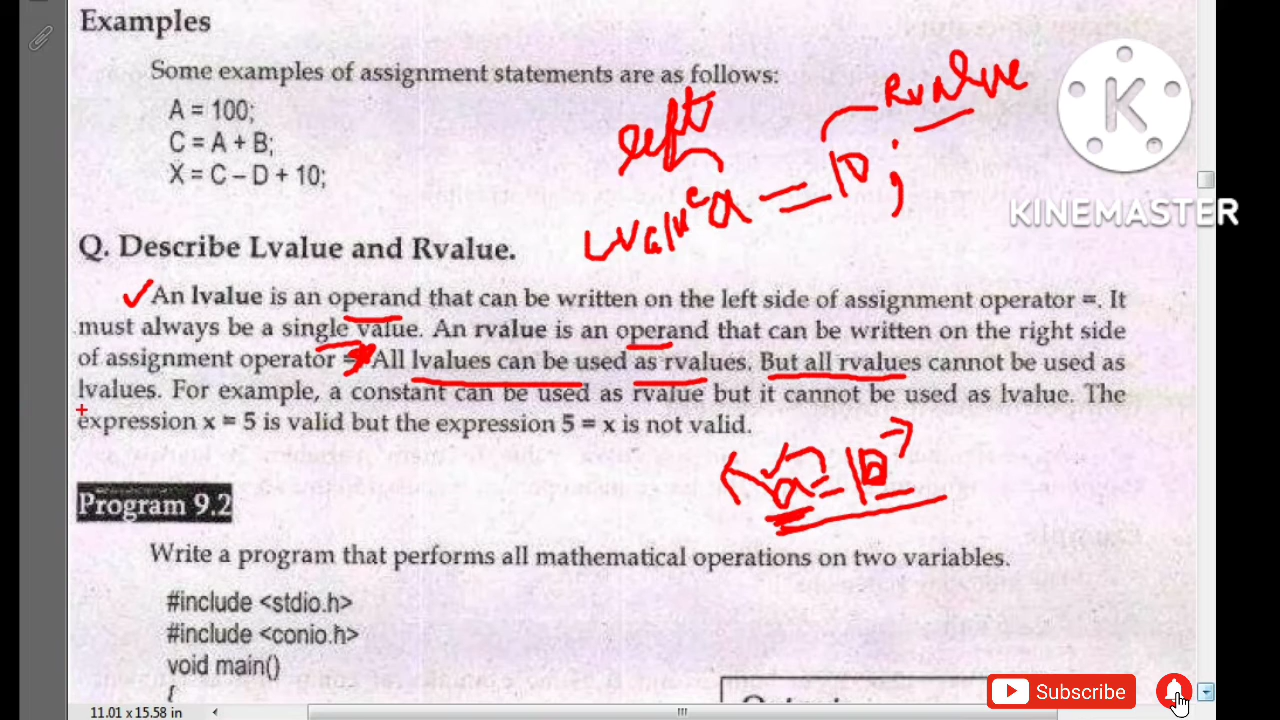 Examples
Some examples of assignment statements are as follows:
A = 100;
C = A + B;
X = C – D + 10;
left
Rvalue
Lvalue a = 10;
KINEMASTER
Q. Describe Lvalue and Rvalue.
An lvalue is an operand that can be written on the left side of assignment operator =. It
must always be a single value. An rvalue is an operand that can be written on the right side
of assignment operator =. All lvalues can be used as rvalues. But all rvalues cannot be used as
lvalues. For example, a constant can be used as rvalue but it cannot be used as lvalue. The
expression x = 5 is valid but the expression 5 = x is not valid.
a = 10
Program 9.2
Write a program that performs all mathematical operations on two variables.
#include <stdio.h>
#include <conio.h>
void main()
{
Subscribe
11.01 x 15.58 in